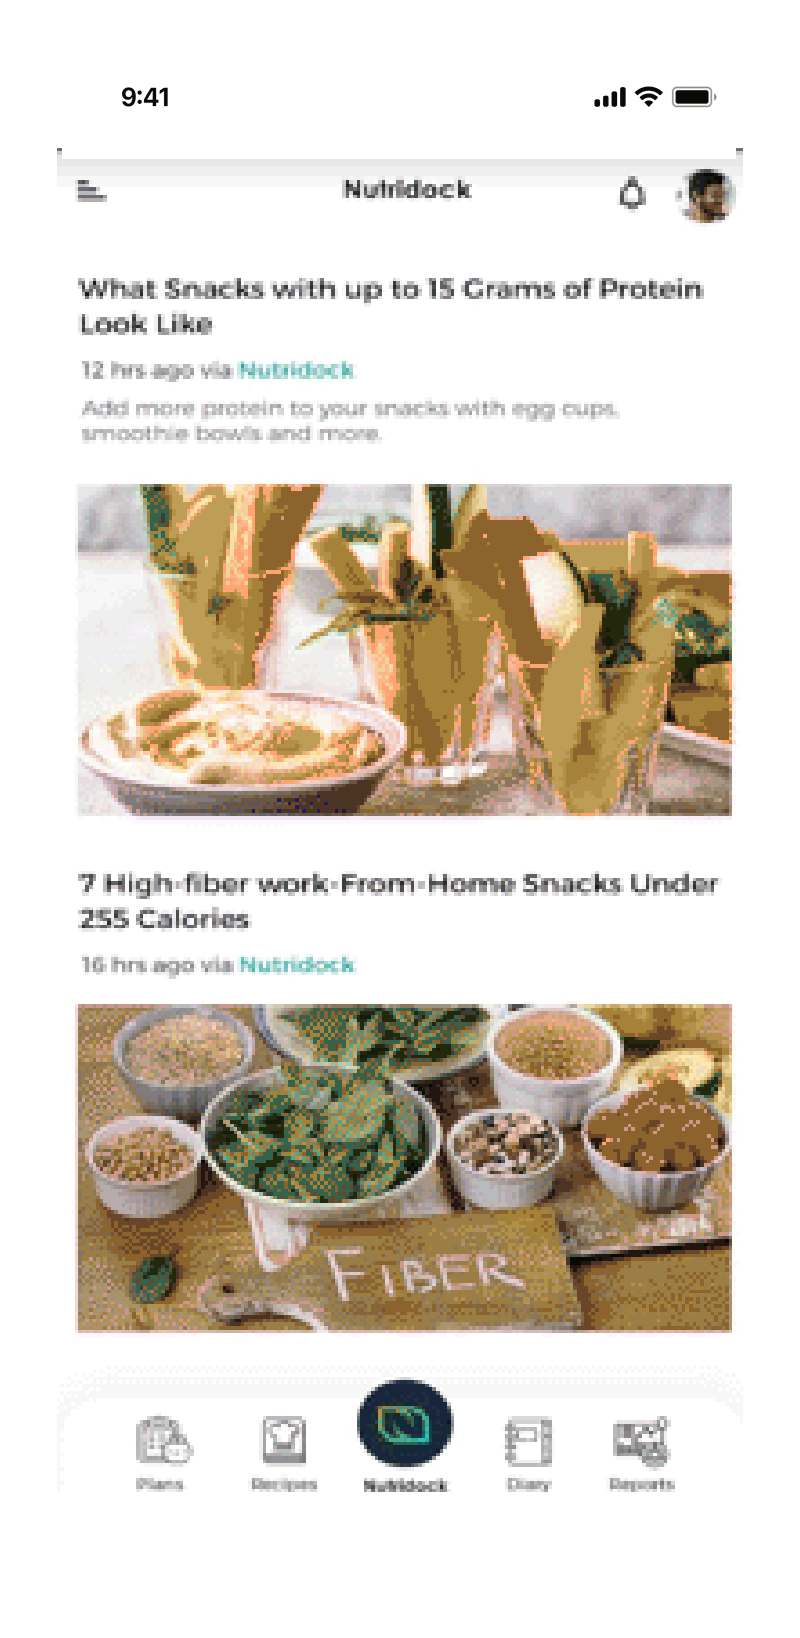 9:41
Nutridock
What Snacks with up to 15 Grams of Protein
Look Like
12 hrs ago via Nutridock
Add more protein to your snacks with egg cups,
smoothie bowls and more.
7 High-fiber work-From-Home Snacks Under
255 Calories
16 hrs ago via Nutridock
FIBER
Plans
Recipes
Nutridock
Diary
Reports